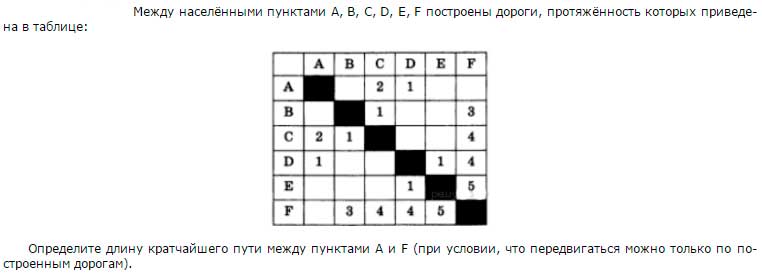 Между населёнными пунктами A, B, C, D, E, F построены дороги, протяжённость которых приведе-
на в таблице:
A B C D E F
A 2 1
B 1 3
C 2 1 4
D 1 1 4
E 1 5
F 3 4 4 5
Определите длину кратчайшего пути между пунктами A и F (при условии, что передвигаться можно только по по-
строенным дорогам).